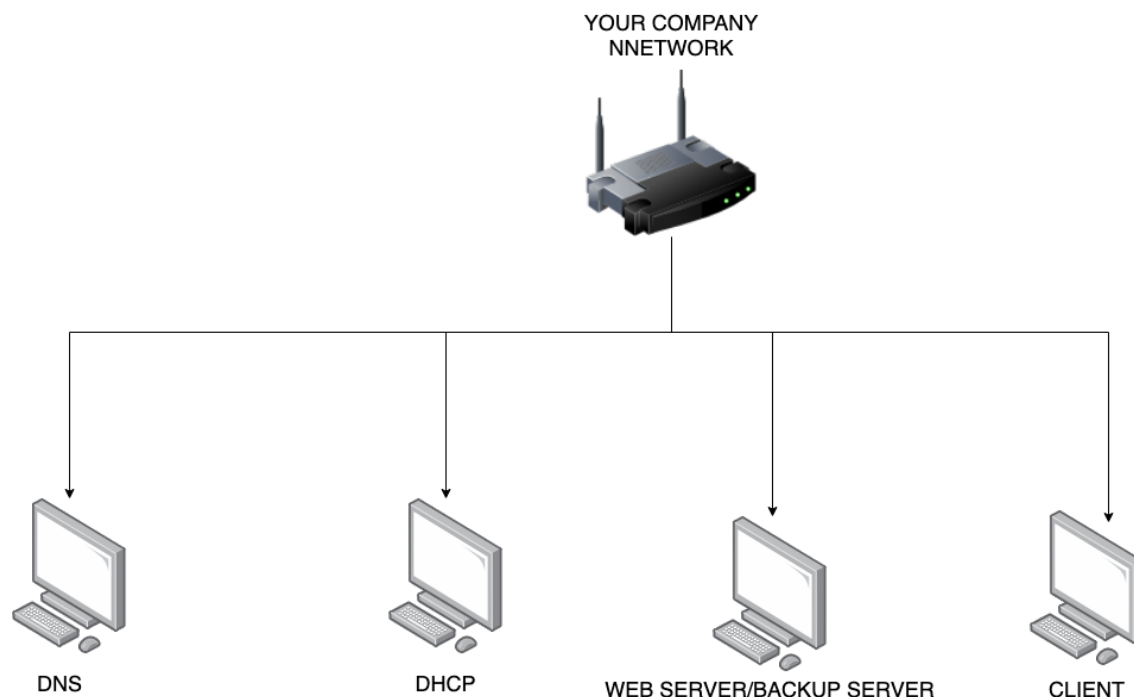 YOUR COMPANY
NNETWORK
DNS
DHCP
WEB SERVER/BACKUP SERVER
CLIENT